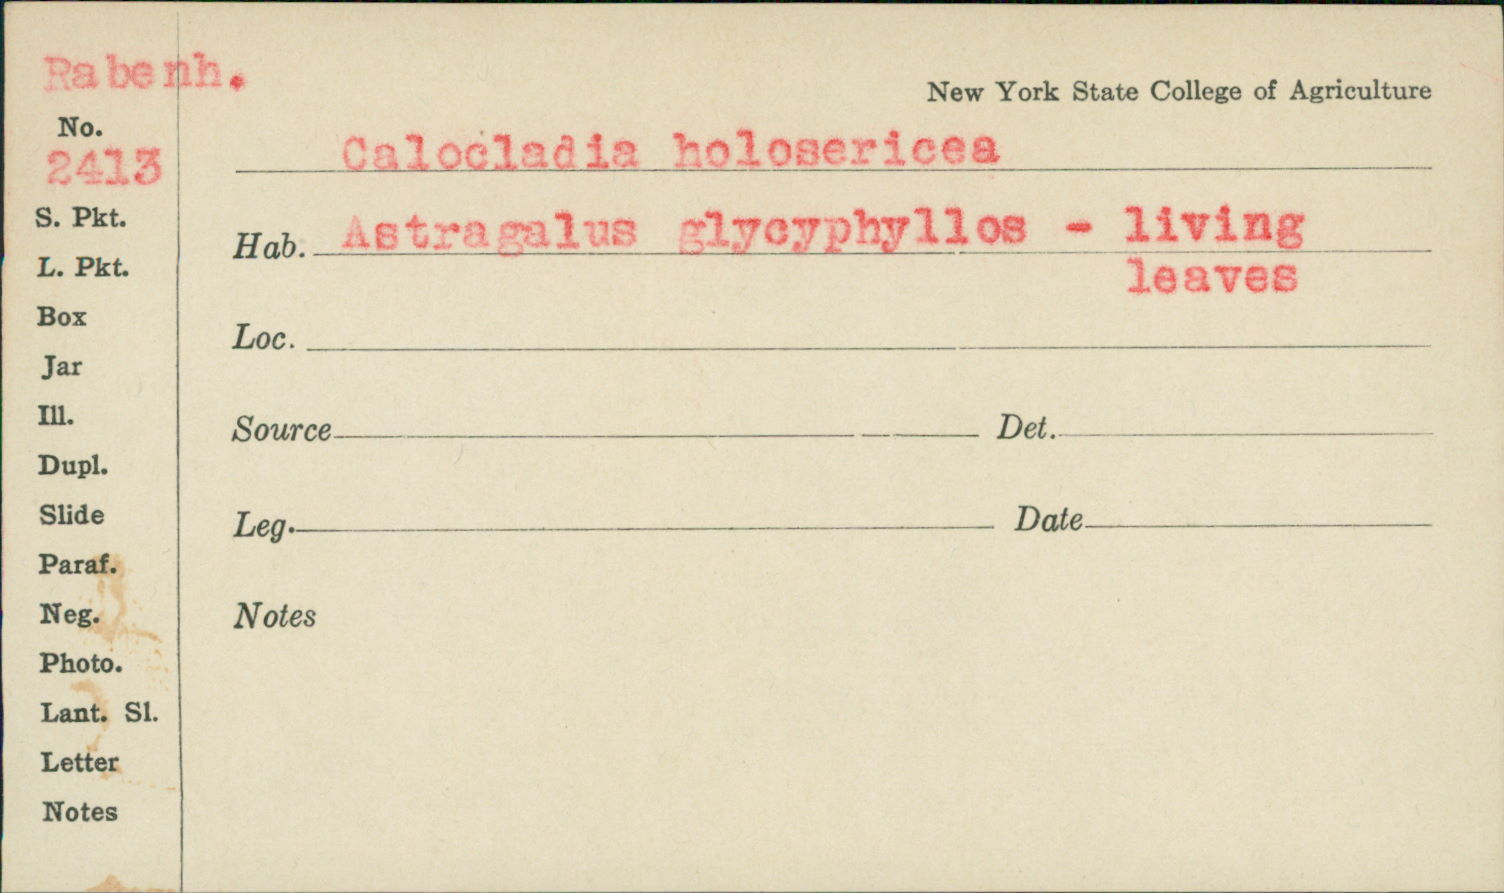 Rabenh.
New York State College of Agriculture
No.
2413
Calocladia holosericea
S. Pkt.
Hab. Astragalus glycyphyllos - living
leaves
L. Pkt.
Box
Loc.
Jar
Ill.
Source Det.
Dupl.
Slide
Leg. Date
Paraf.
Neg.
Notes
Photo.
Lant. Sl.
Letter
Notes